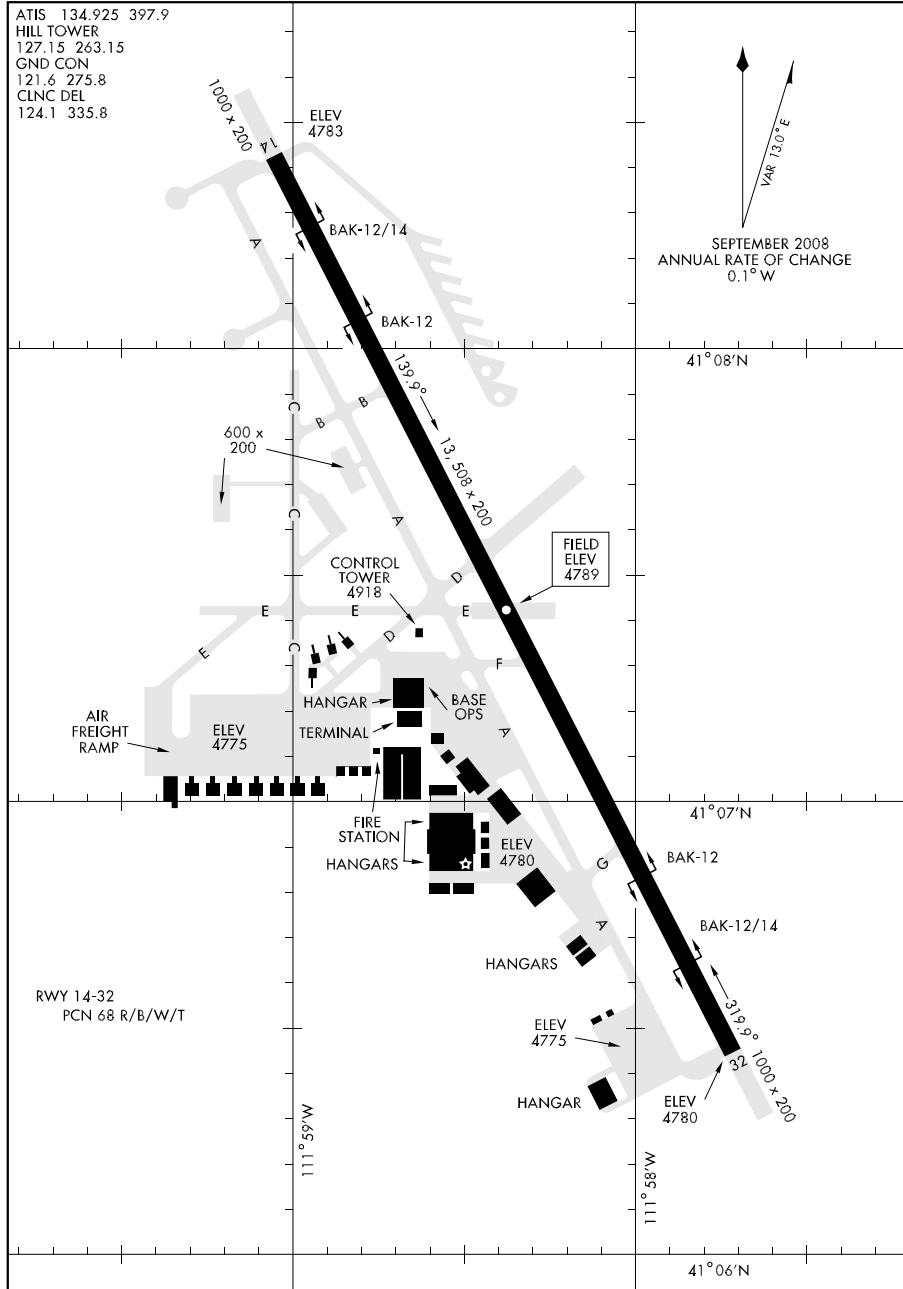 ATIS 134.925 397.9
HILL TOWER
127.15 263.15
GND CON
121.6 275.8
CLNC DEL
124.1 335.8
1000 x 200
14
ELEV
4783
VAR 13.0° E
SEPTEMBER 2008
ANNUAL RATE OF CHANGE
0.1° W
A
BAK-12/14
BAK-12
41° 08'N
139.9°
13, 508 x 200
C
B
B
600 x
200
C
A
CONTROL
TOWER
4918
D
FIELD
ELEV
4789
E
E
E
D
C
E
F
HANGAR
BASE
OPS
AIR
FREIGHT
RAMP
ELEV
4775
TERMINAL
A
41° 07'N
FIRE
STATION
HANGARS
ELEV
4780
G
BAK-12
A
BAK-12/14
HANGARS
RWY 14-32
PCN 68 R/B/W/T
ELEV
4775
319.9°
1000 x 200
32
HANGAR
ELEV
4780
111° 59'W
111° 58'W
41° 06'N